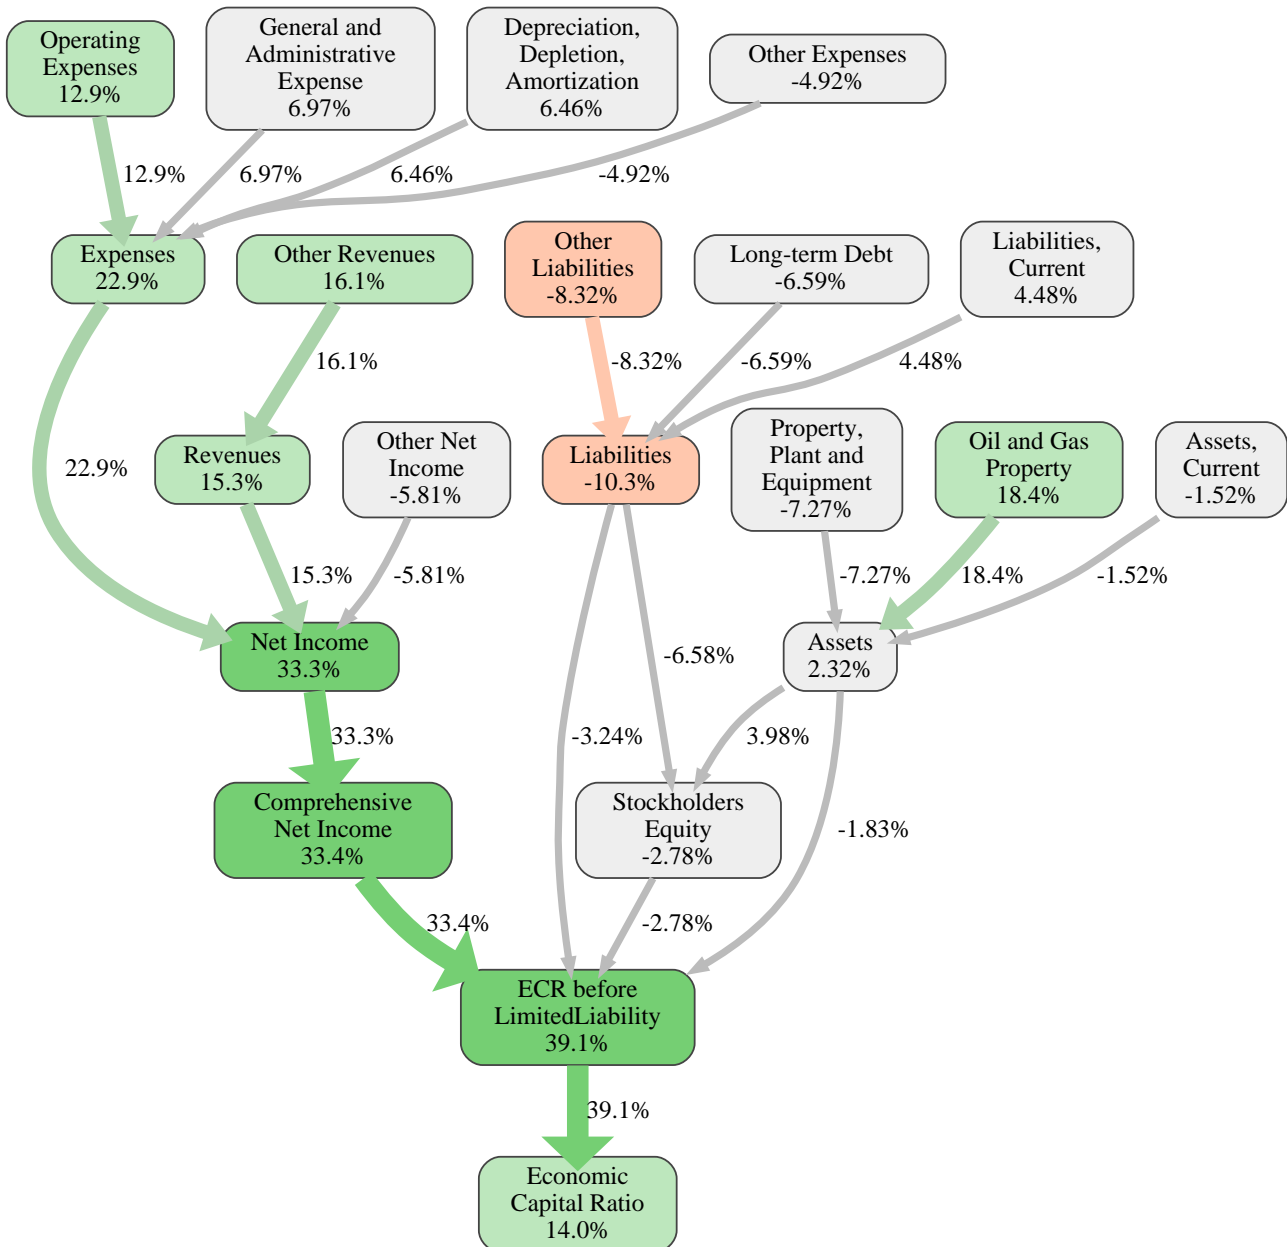 Operating
Expenses
12.9%
General and
Administrative
Expense
6.97%
Depreciation,
Depletion,
Amortization
6.46%
Other Expenses
-4.92%
12.9%
6.97%
6.46%
-4.92%
Expenses
22.9%
Other Revenues
16.1%
Other
Liabilities
-8.32%
Long-term Debt
-6.59%
Liabilities,
Current
4.48%
16.1%
-8.32%
-6.59%
4.48%
22.9%
Revenues
15.3%
Other Net
Income
-5.81%
Liabilities
-10.3%
Property,
Plant and
Equipment
-7.27%
Oil and Gas
Property
18.4%
Assets,
Current
-1.52%
15.3%
-5.81%
-7.27%
18.4%
-1.52%
Net Income
33.3%
-6.58%
Assets
2.32%
33.3%
-3.24%
3.98%
Comprehensive
Net Income
33.4%
Stockholders
Equity
-2.78%
-1.83%
33.4%
-2.78%
ECR before
LimitedLiability
39.1%
39.1%
Economic
Capital Ratio
14.0%